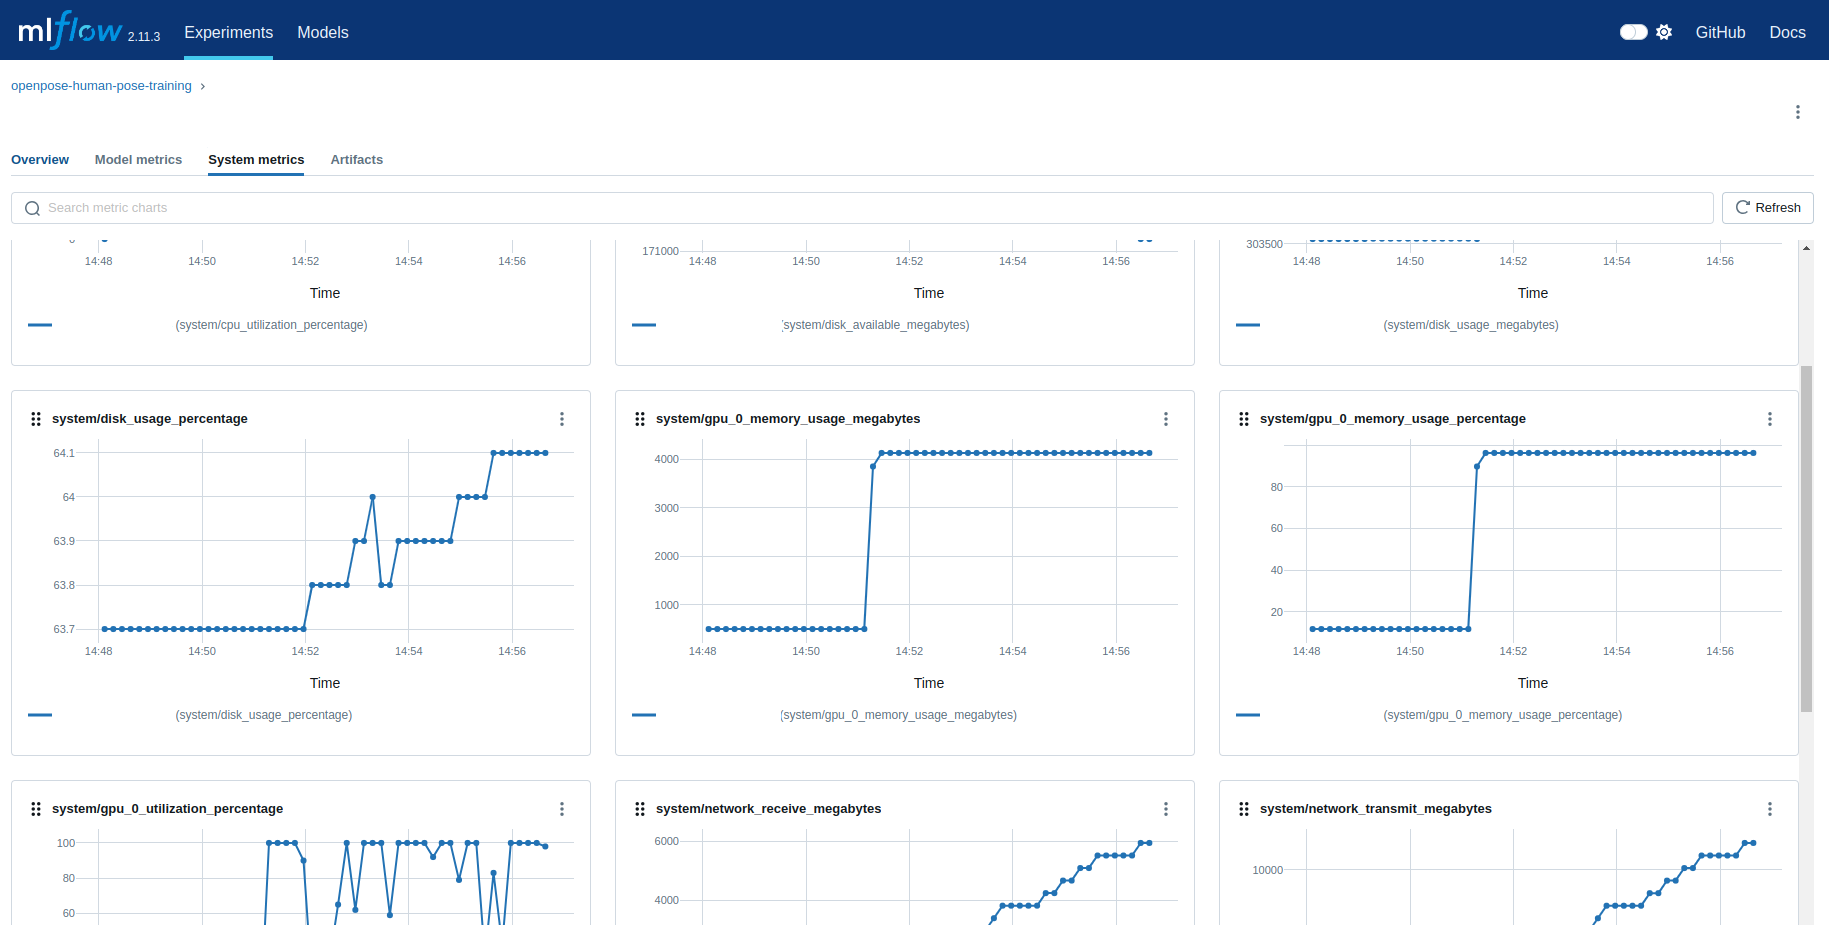 mlflow 2.11.3 Experiments Models GitHub Docs
openpose-human-pose-training
Overview Model metrics System metrics Artifacts
Search metric charts Refresh
14:48 14:50 14:52 14:54 14:56
Time
(system/cpu_utilization_percentage)
171000
14:48 14:50 14:52 14:54 14:56
Time
(system/disk_available_megabytes)
303500
14:48 14:50 14:52 14:54 14:56
Time
(system/disk_usage_megabytes)
system/disk_usage_percentage
64.1
64
63.9
63.8
63.7
14:48 14:50 14:52 14:54 14:56
Time
(system/disk_usage_percentage)
system/gpu_0_memory_usage_megabytes
4000
3000
2000
1000
14:48 14:50 14:52 14:54 14:56
Time
(system/gpu_0_memory_usage_megabytes)
system/gpu_0_memory_usage_percentage
80
60
40
20
14:48 14:50 14:52 14:54 14:56
Time
(system/gpu_0_memory_usage_percentage)
system/gpu_0_utilization_percentage
100
80
60
system/network_receive_megabytes
6000
4000
system/network_transmit_megabytes
10000